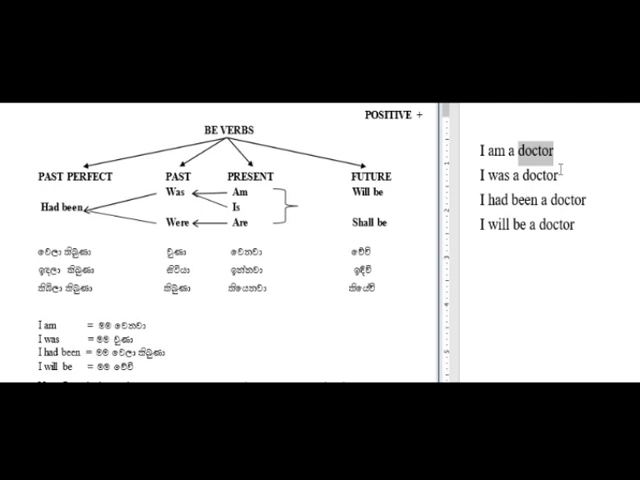 POSITIVE +
BE VERBS
PAST PERFECT PAST PRESENT FUTURE
Was Am Will be
Had been Is
Were Are Shall be
වෙලා තිබුණා වුණා වෙනවා වේවි
ඉඳලා තිබුණා සිටියා ඉන්නවා ඉඳීවි
තිබිලා තිබුණා තිබුණා තියෙනවා තියේවි
I am = මම වෙනවා
I was = මම වුණා
I had been = මම වෙලා තිබුණා
I will be = මම වේවි
I am a doctor
I was a doctor
I had been a doctor
I will be a doctor